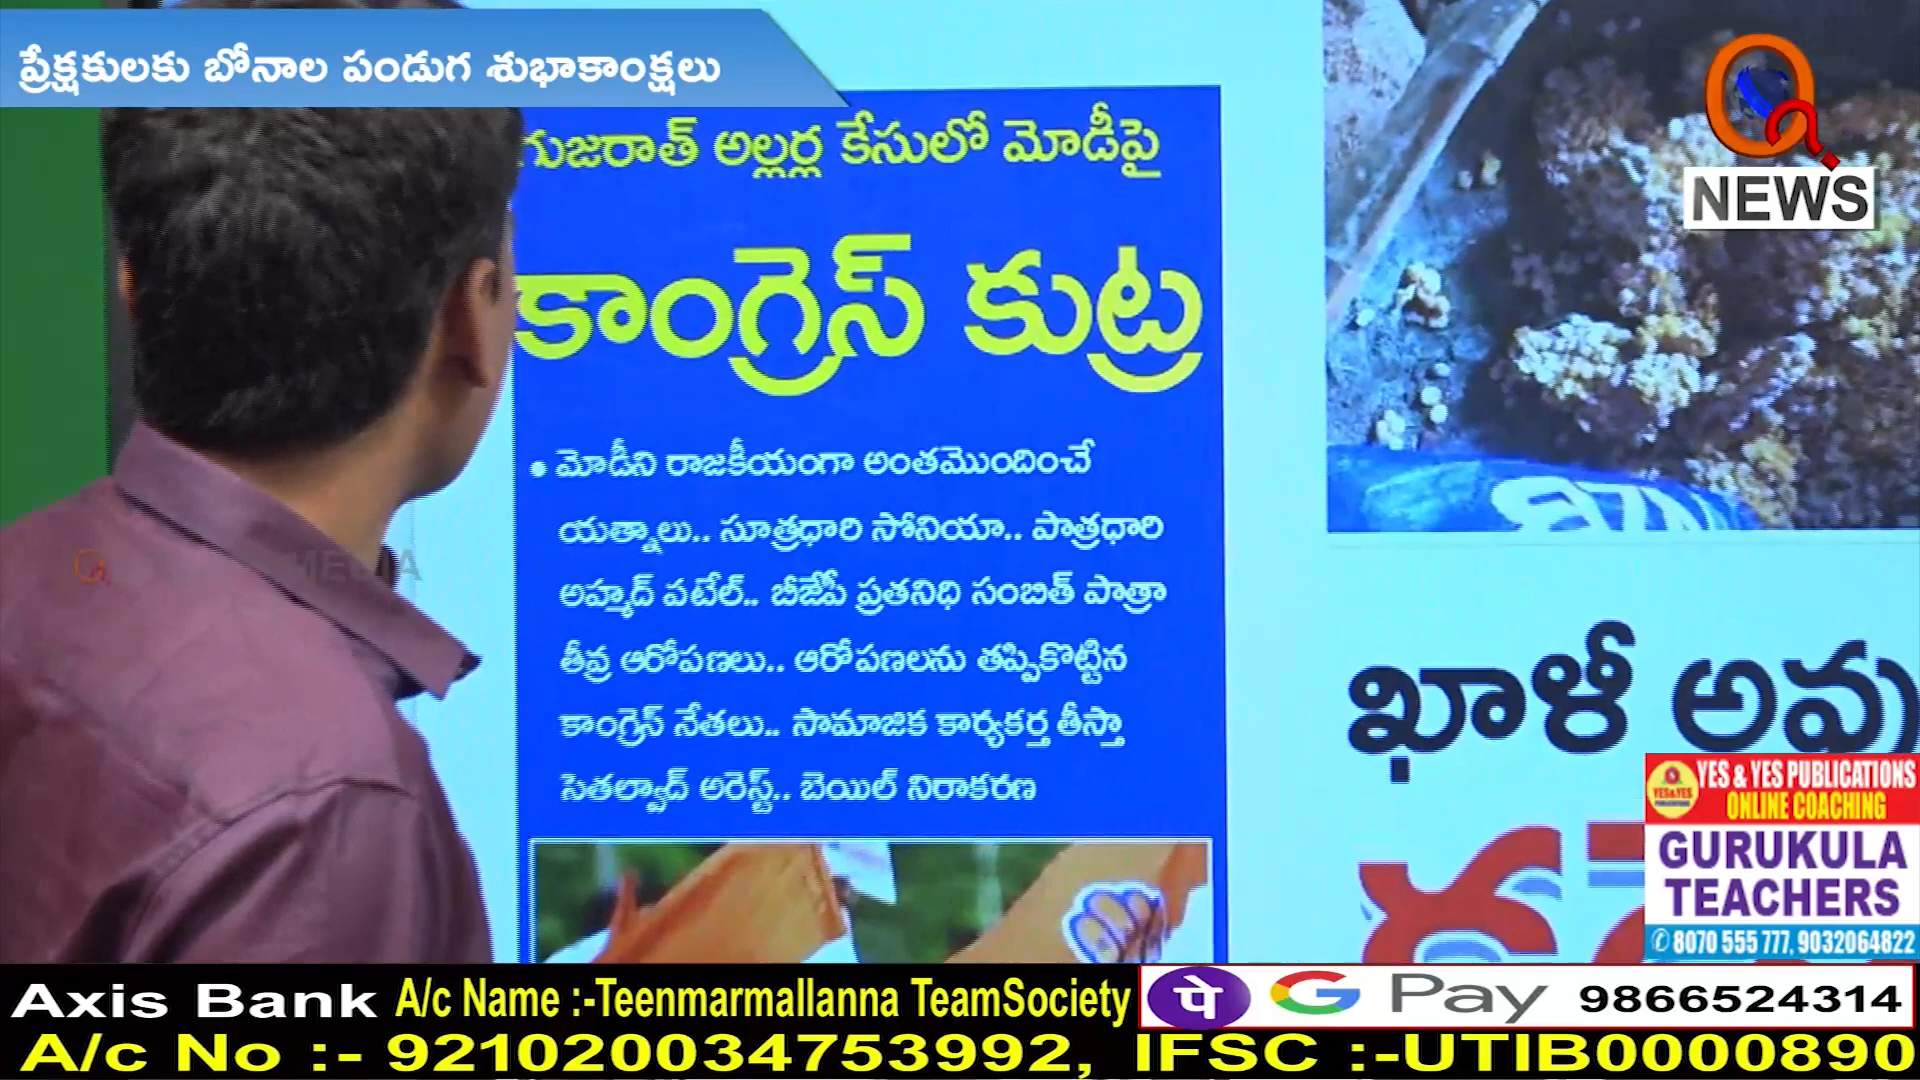 ప్రేక్షకులకు బోనాల పండుగ శుభాకాంక్షలు
Q
NEWS
గుజరాత్ అల్లర్ల కేసులో మోడీపై
కాంగ్రెస్ కుట్ర
• మోడీని రాజకీయంగా అంతమొందించే
యత్నాలు.. సూత్రధారి సోనియా.. పాత్రధారి
అహ్మద్ పటేల్.. బీజేపీ ప్రతనిధి సంబిత్ పాత్రా
తీవ్ర ఆరోపణలు.. ఆరోపణలను తప్పికొట్టిన
కాంగ్రెస్ నేతలు.. సామాజిక కార్యకర్త తీస్తా
సెతల్వాద్ అరెస్ట్.. బెయిల్ నిరాకరణ
MEDIA
ఖాళీ
YES & YES PUBLICATIONS
ONLINE COACHING
GURUKULA
TEACHERS
8070 555 777, 9032064822
Axis Bank A/c Name :-Teenmarmallanna TeamSociety
पे G Pay 9866524314
A/c No :- 921020034753992, IFSC :-UTIB0000890